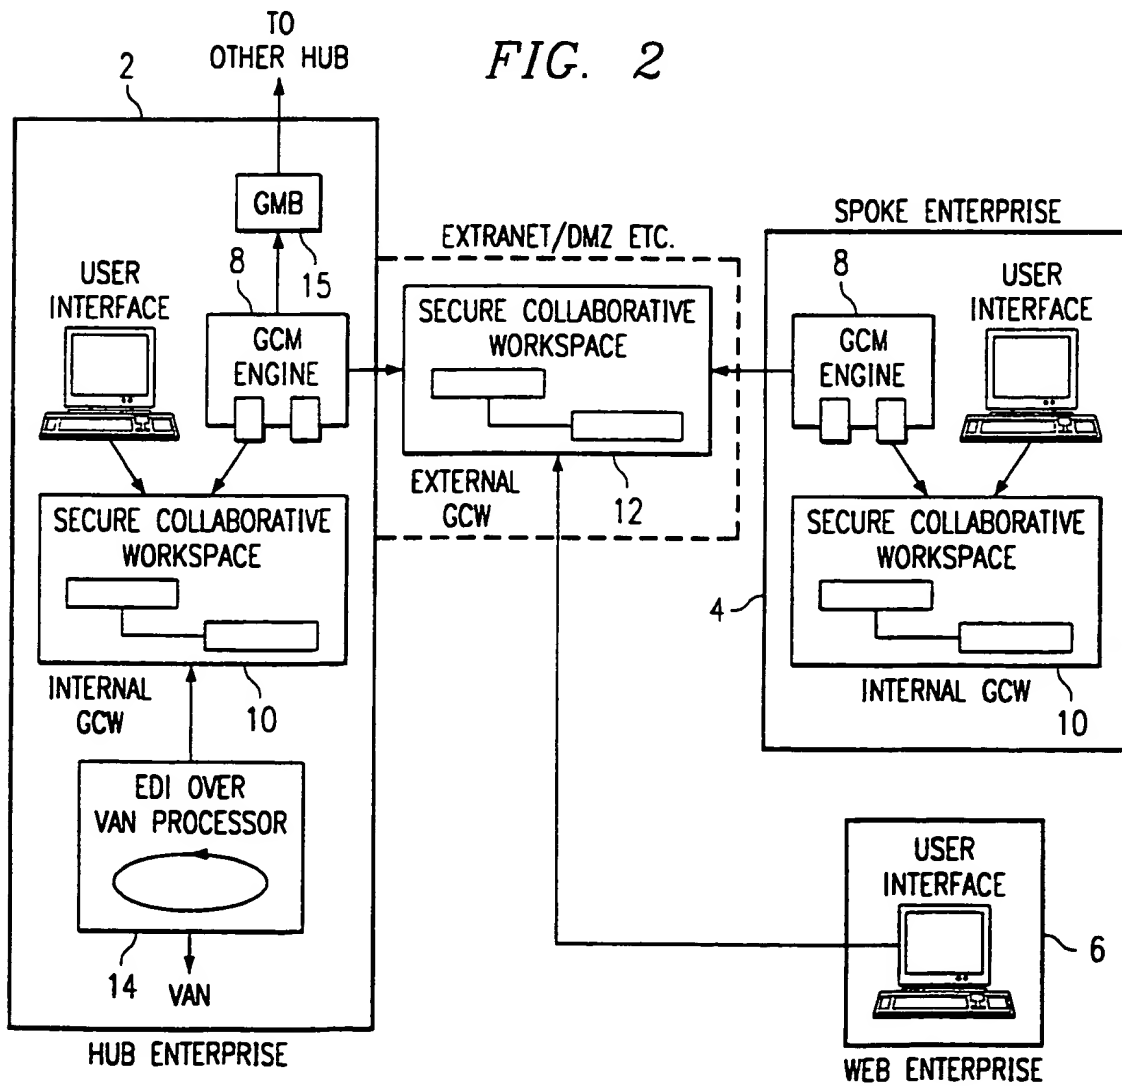 FIG. 2
TO
OTHER HUB
2
GMB
15
8
USER
INTERFACE
GCM
ENGINE
SECURE COLLABORATIVE
WORKSPACE
INTERNAL
GCW
10
EDI OVER
VAN PROCESSOR
14
VAN
HUB ENTERPRISE
EXTRANET/DMZ ETC.
SECURE COLLABORATIVE
WORKSPACE
EXTERNAL
GCW
12
SPOKE ENTERPRISE
8
GCM
ENGINE
USER
INTERFACE
SECURE COLLABORATIVE
WORKSPACE
4
INTERNAL GCW
10
USER
INTERFACE
6
WEB ENTERPRISE